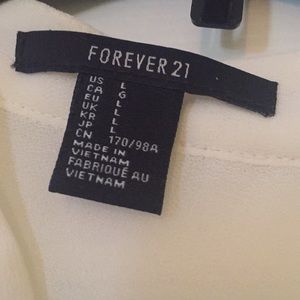 FOREVER 21
US L
CA G
EU L
UK L
KR L
JP L
CN 170/98A
MADE IN
VIETNAM
FABRIQUÉ AU
VIETNAM